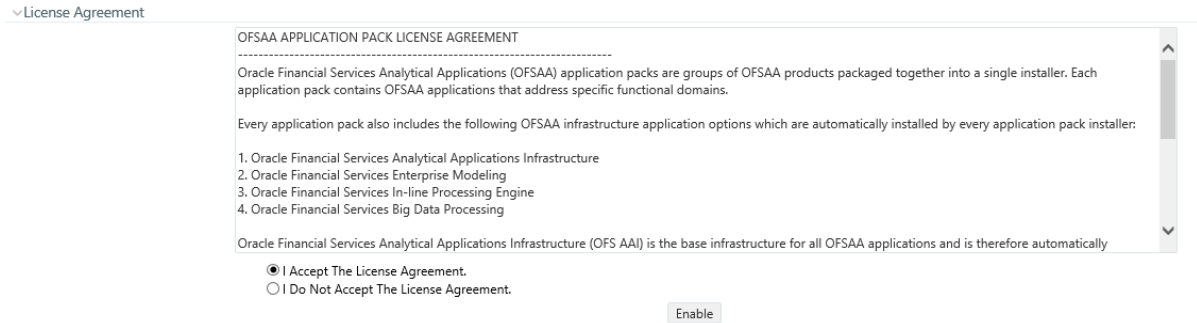 License Agreement
OFSAA APPLICATION PACK LICENSE AGREEMENT
------------------------------------------------------------------------
Oracle Financial Services Analytical Applications (OFSAA) application packs are groups of OFSAA products packaged together into a single installer. Each
application pack contains OFSAA applications that address specific functional domains.
Every application pack also includes the following OFSAA infrastructure application options which are automatically installed by every application pack installer:
1. Oracle Financial Services Analytical Applications Infrastructure
2. Oracle Financial Services Enterprise Modeling
3. Oracle Financial Services In-line Processing Engine
4. Oracle Financial Services Big Data Processing
Oracle Financial Services Analytical Applications Infrastructure (OFS AAI) is the base infrastructure for all OFSAA applications and is therefore automatically
I Accept The License Agreement.
I Do Not Accept The License Agreement.
Enable